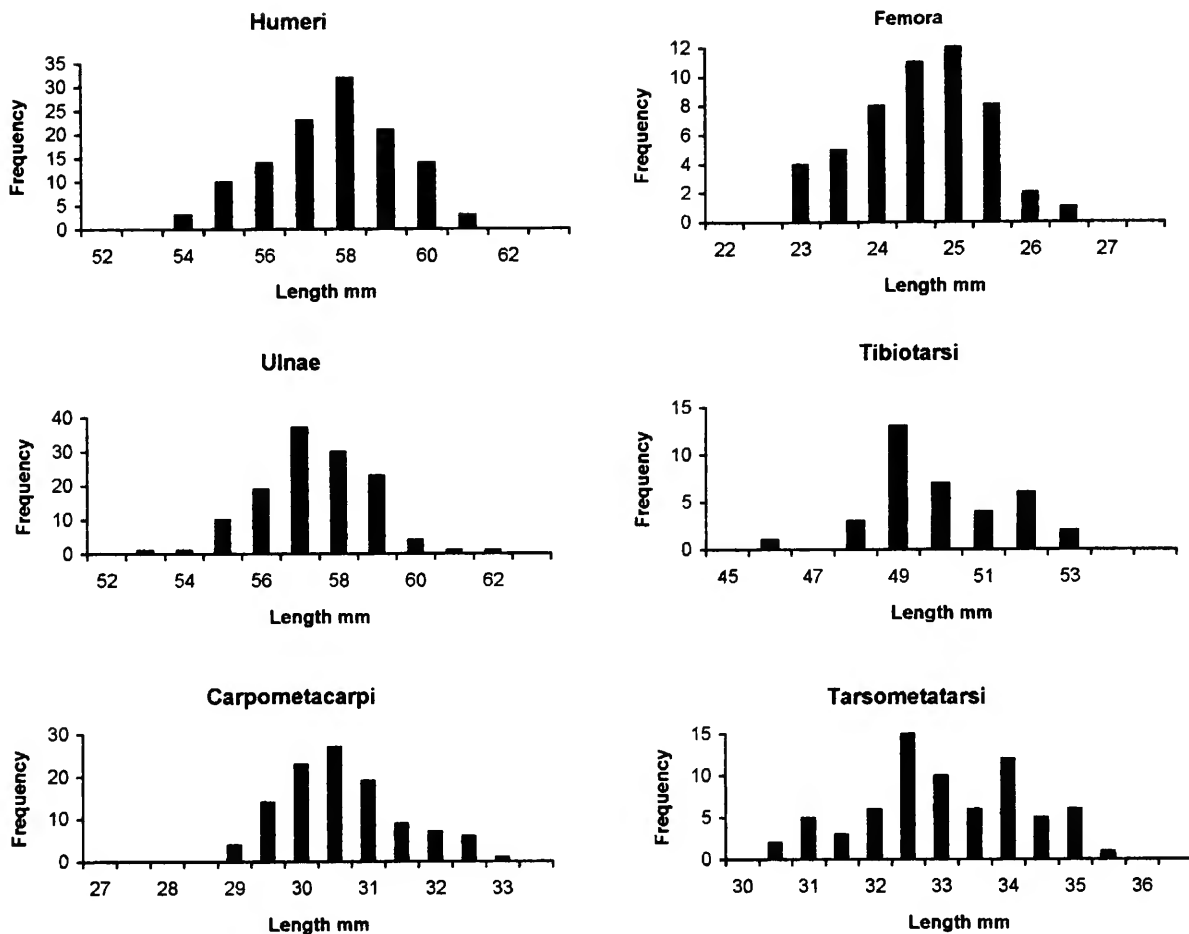 Humeri
Frequency
35
30
25
20
15
10
5
0
52 54 56 58 60 62
Length mm
Femora
Frequency
12
10
8
6
4
2
0
22 23 24 25 26 27
Length mm
Ulnae
Frequency
40
30
20
10
0
52 54 56 58 60 62
Length mm
Tibiotarsi
Frequency
15
10
5
0
45 47 49 51 53
Length mm
Carpometacarpi
Frequency
30
20
10
0
27 28 29 30 31 32 33
Length mm
Tarsometatarsi
Frequency
15
10
5
0
30 31 32 33 34 35 36
Length mm